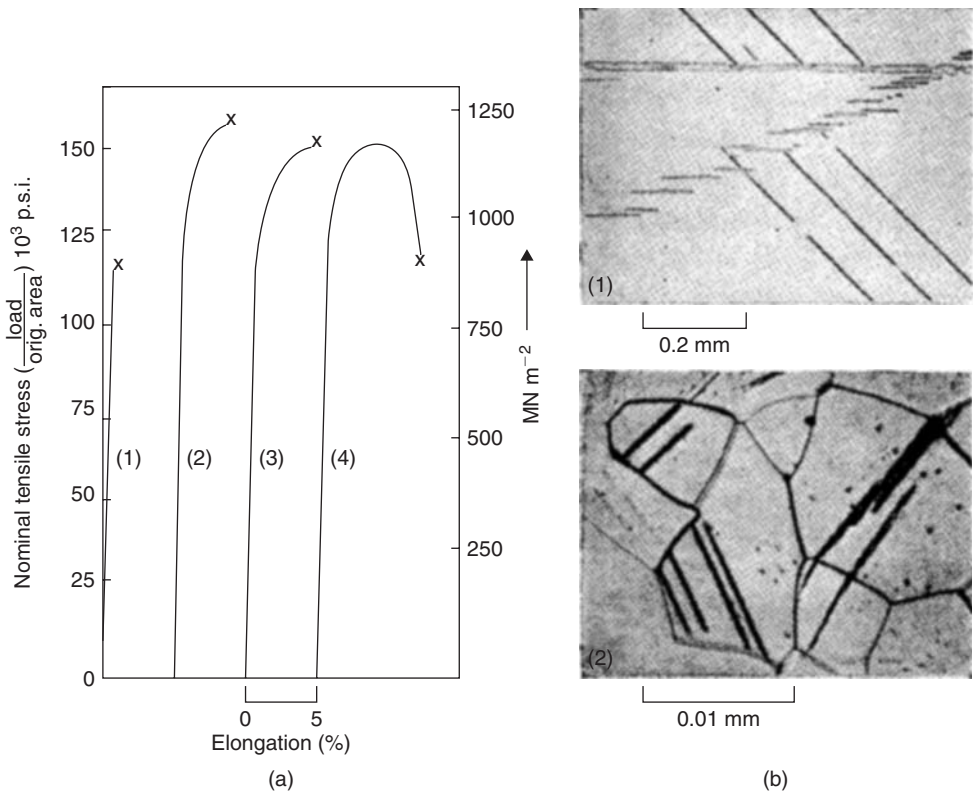 Nominal tensile stress (load/orig. area) 10³ p.s.i.
150
125
100
75
50
25
0
x
x
x
x
(1)
(2)
(3)
(4)
1250
1000
750
500
250
MN m⁻²
0
5
Elongation (%)
(a)
(1)
0.2 mm
(2)
0.01 mm
(b)